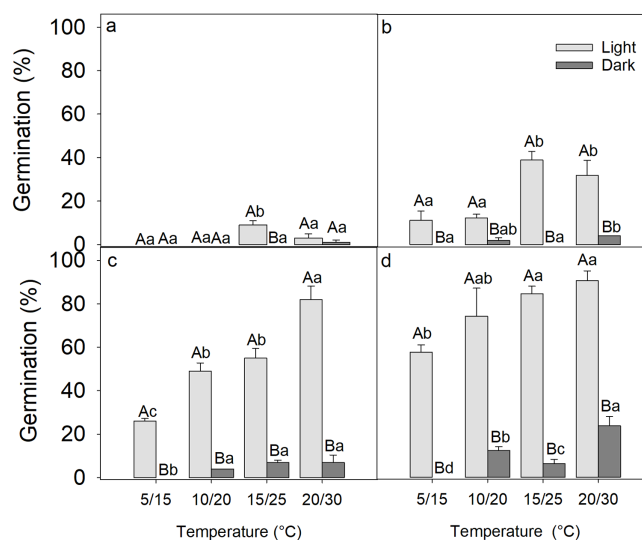 a
b
Light
Dark
Germination (%)
100
80
60
40
20
0
Aa Aa
Aa Aa
Ab
Ba
Aa
Aa
Aa
Ba
Aa
Bab
Ab
Ba
Ab
Bb
c
d
Germination (%)
100
80
60
40
20
0
Ac
Bb
Ab
Ba
Ab
Ba
Aa
Ba
Ab
Bd
Aab
Bb
Aa
Bc
Aa
Ba
5/15 10/20 15/25 20/30
5/15 10/20 15/25 20/30
Temperature (°C)
Temperature (°C)